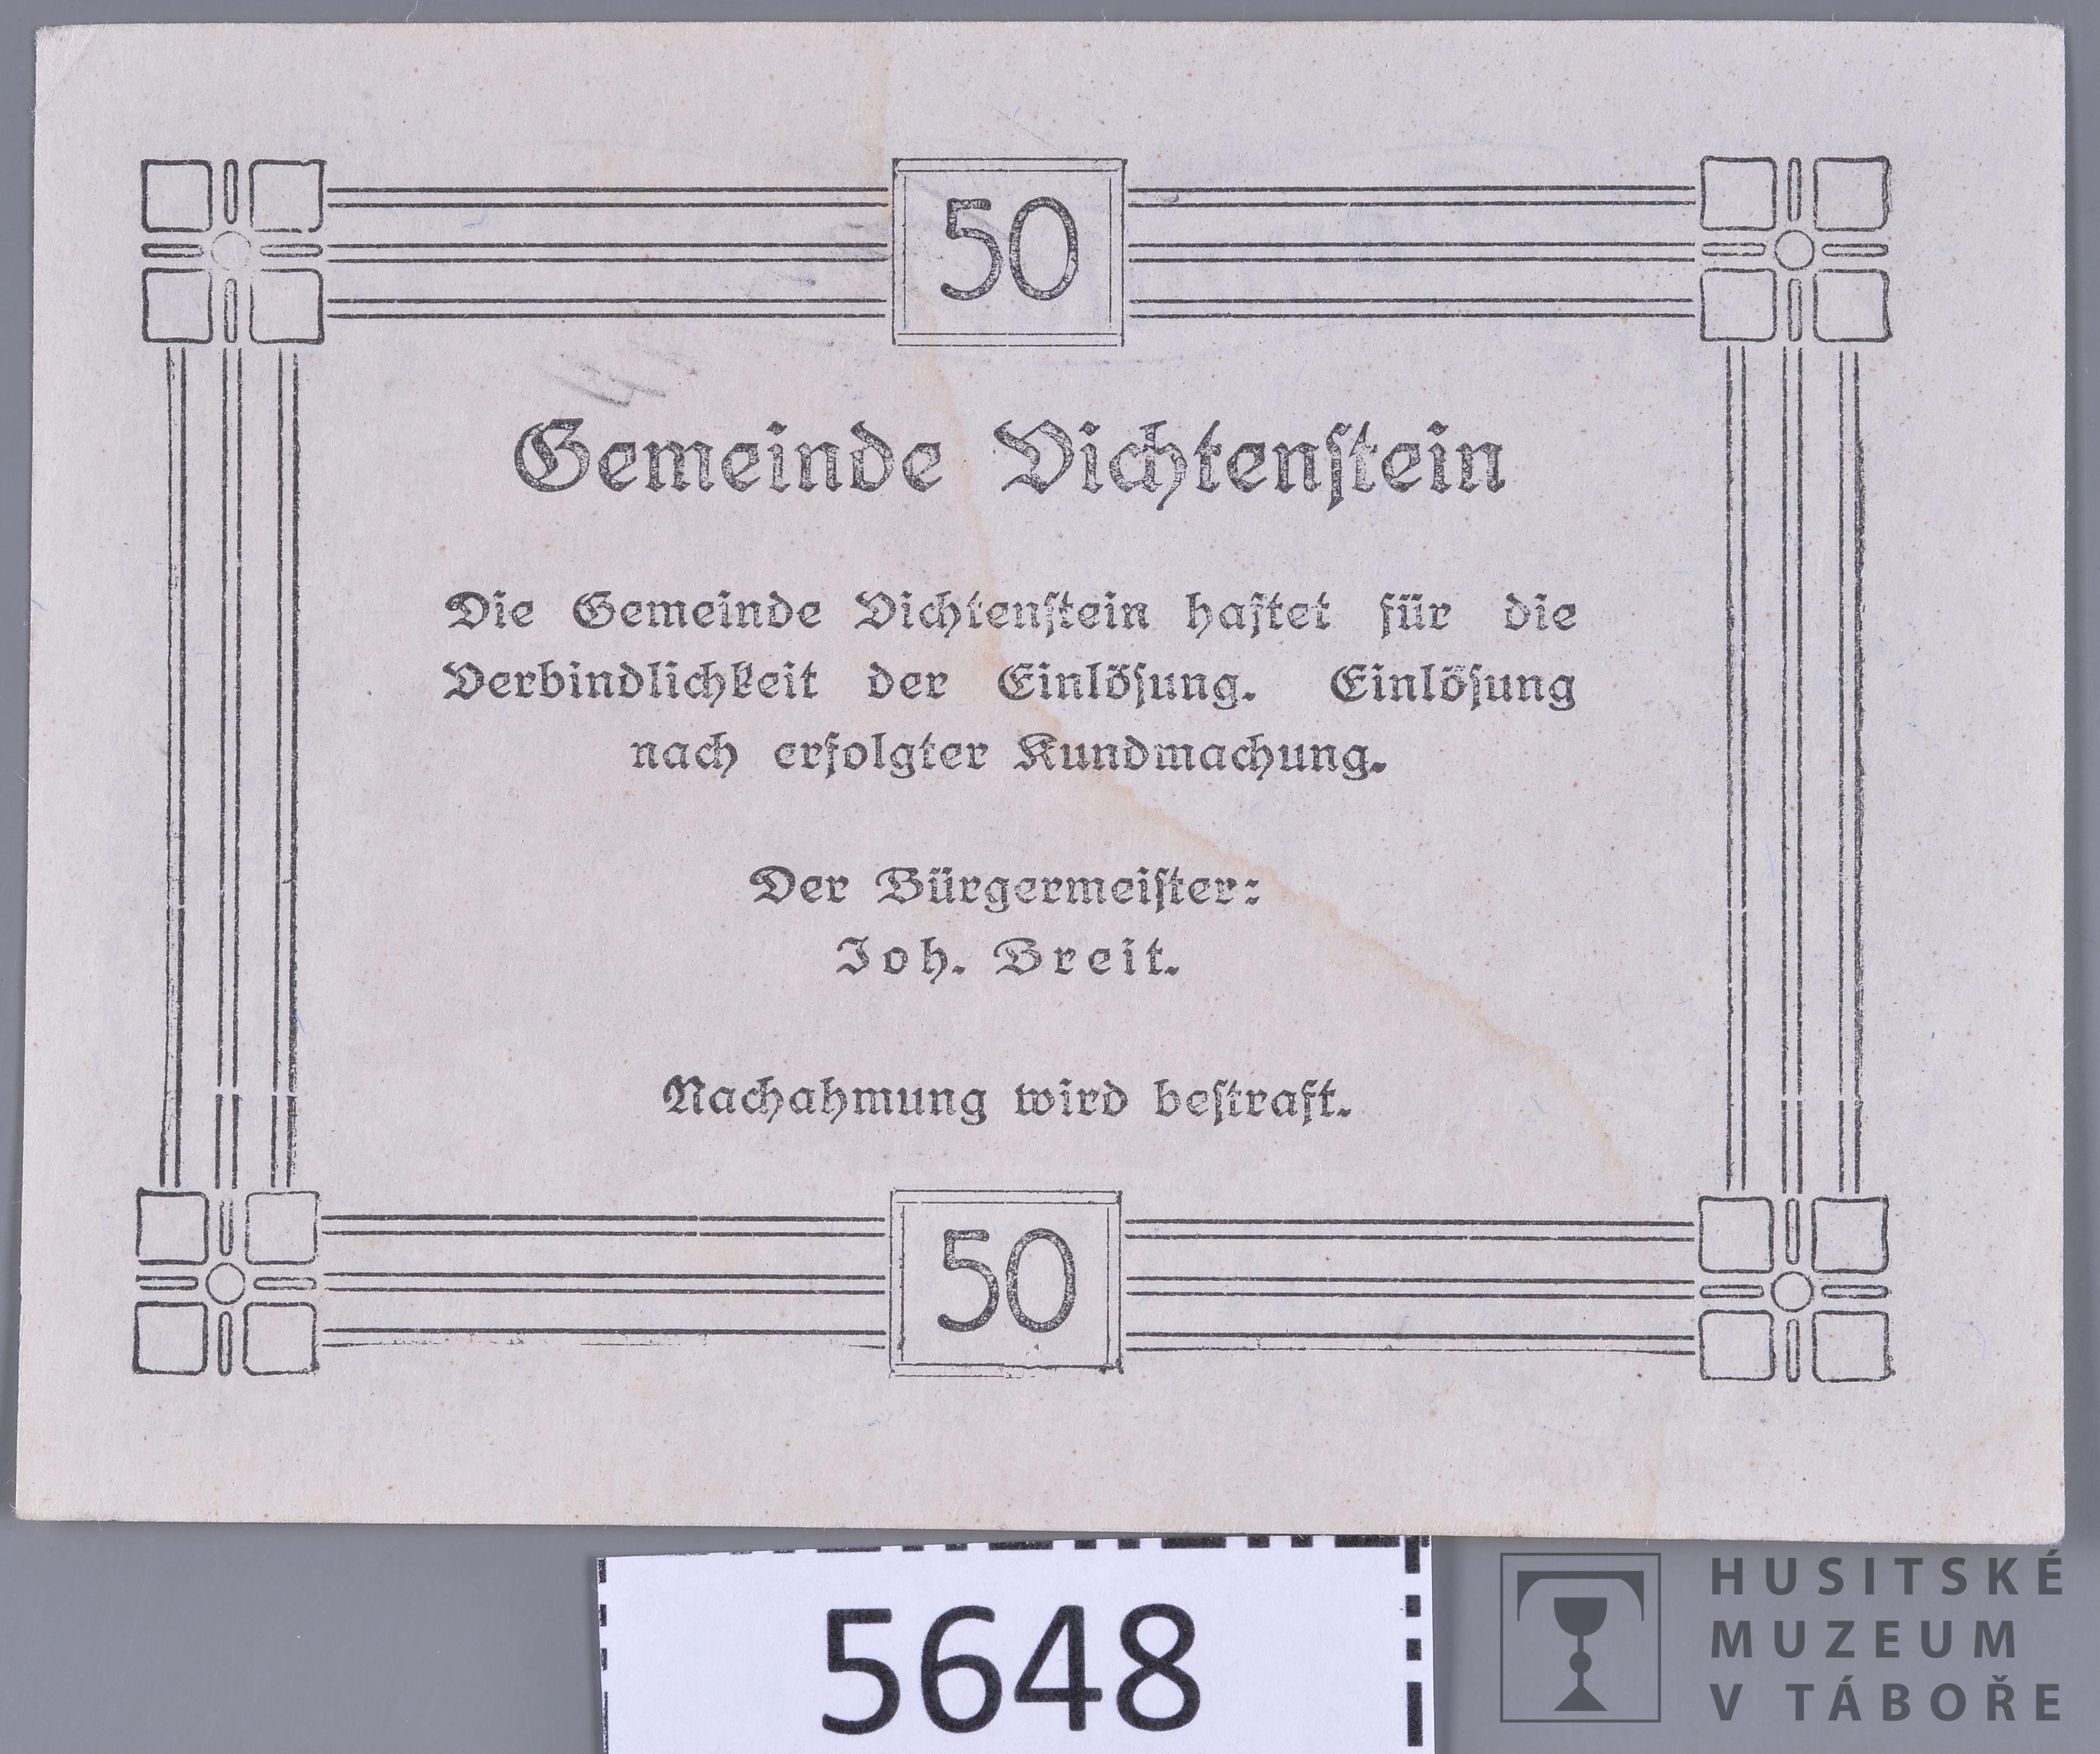 50
Gemeinde Vichtenstein
Die Gemeinde Vichtenstein haftet für die
Verbindlichkeit der Einlösung. Einlösung
nach erfolgter Kundmachung.
Der Bürgermeister:
Joh. Breit.
Nachahmung wird bestraft.
50
5648
HUSITSKÉ
MUZEUM
V TÁBOŘE